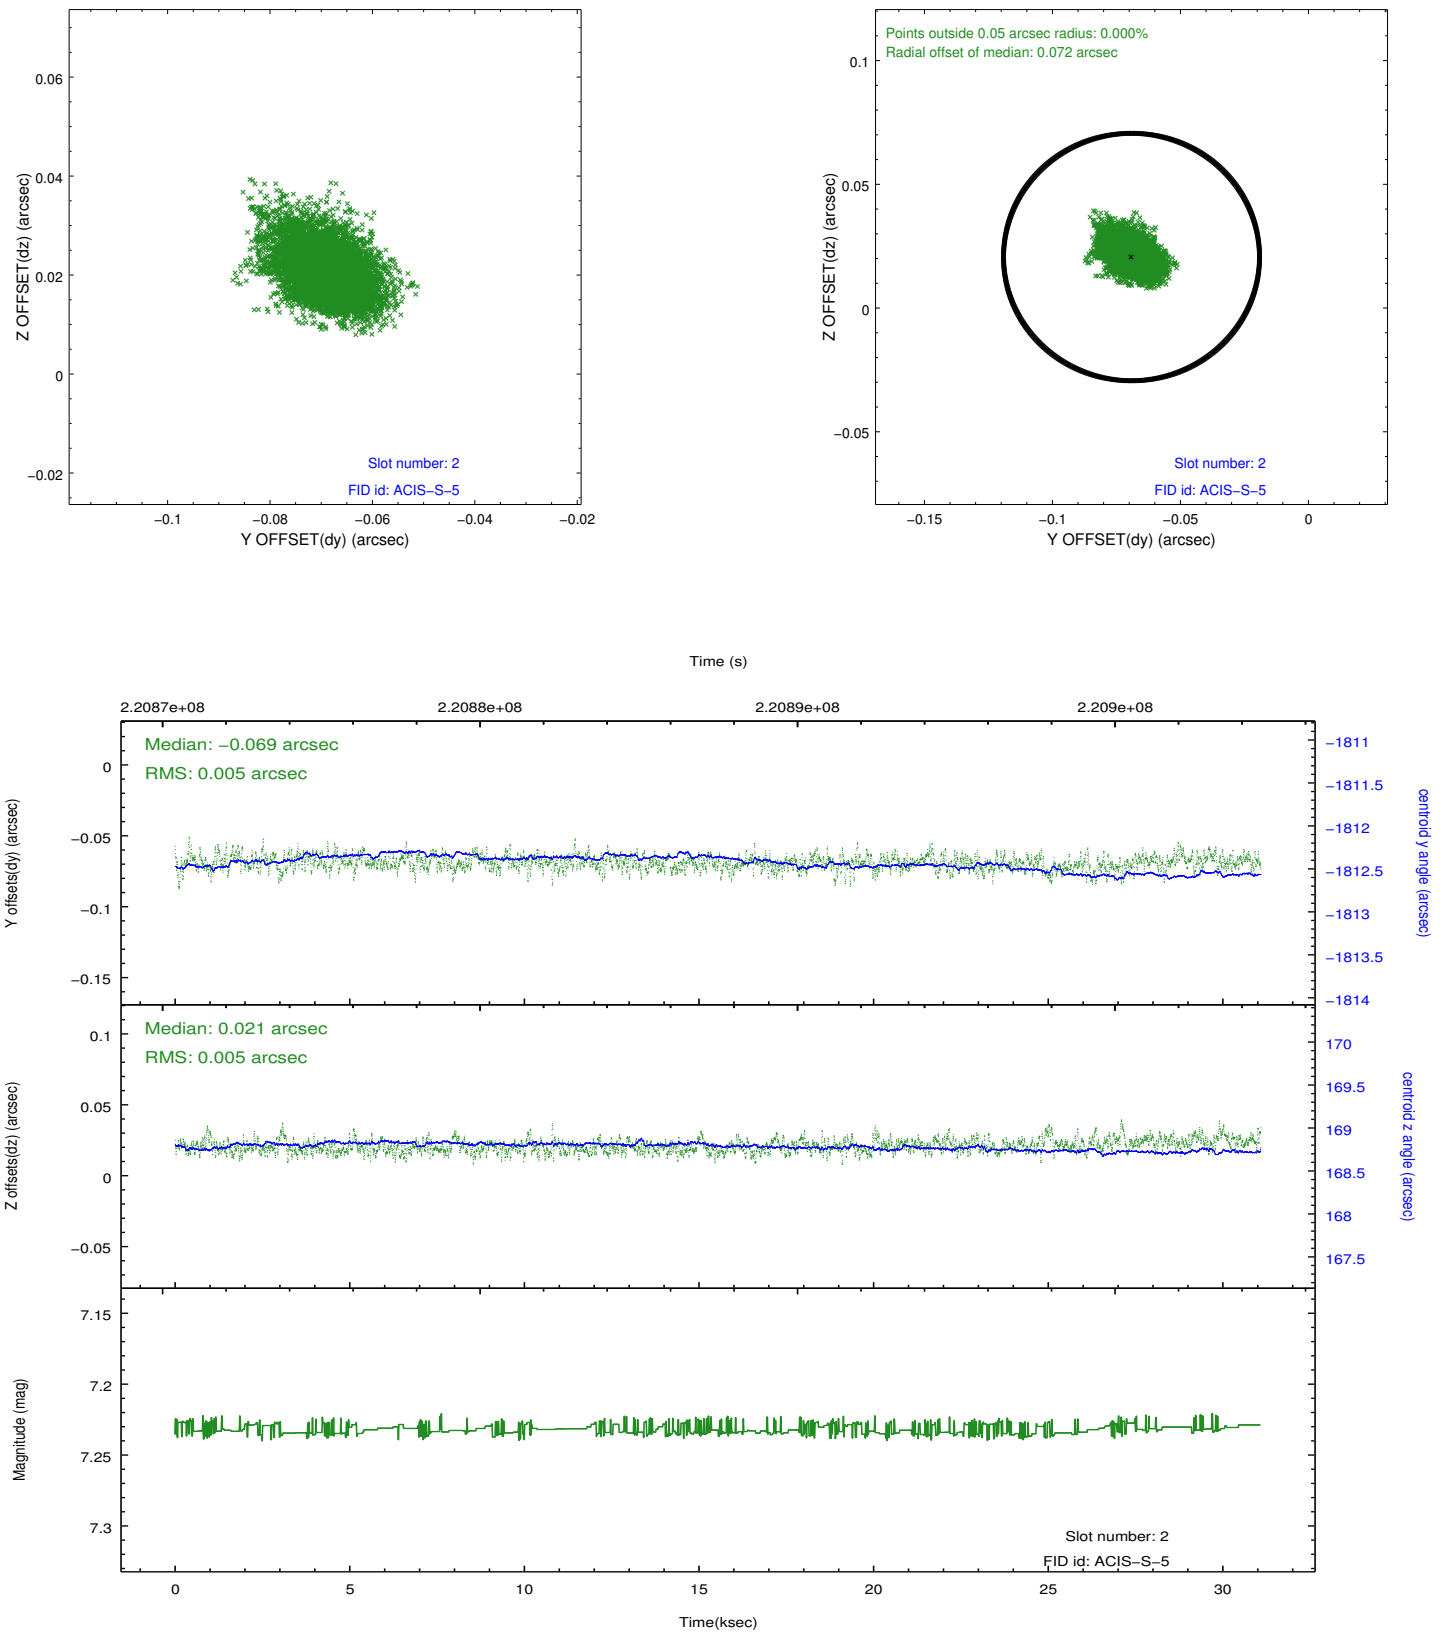 Points outside 0.05 arcsec radius: 0.000%
Radial offset of median: 0.072 arcsec
0.06
0.04
0.02
0
−0.02
Z OFFSET(dz) (arcsec)
Slot number: 2
FID id: ACIS−S−5
−0.1
−0.08
−0.06
−0.04
−0.02
Y OFFSET(dy) (arcsec)
0.1
0.05
0
−0.05
Z OFFSET(dz) (arcsec)
Slot number: 2
FID id: ACIS−S−5
−0.15
−0.1
−0.05
0
Y OFFSET(dy) (arcsec)
Time (s)
2.2087e+08
2.2088e+08
2.2089e+08
2.209e+08
Median: −0.069 arcsec
RMS: 0.005 arcsec
0
−0.05
−0.1
−0.15
Y offsets(dy) (arcsec)
−1811
−1811.5
−1812
−1812.5
−1813
−1813.5
−1814
centroid y angle (arcsec)
Median: 0.021 arcsec
RMS: 0.005 arcsec
0.1
0.05
0
−0.05
Z offsets(dz) (arcsec)
170
169.5
169
168.5
168
167.5
centroid z angle (arcsec)
7.15
7.2
7.25
7.3
Magnitude (mag)
Slot number: 2
FID id: ACIS−S−5
0
5
10
15
20
25
30
Time(ksec)